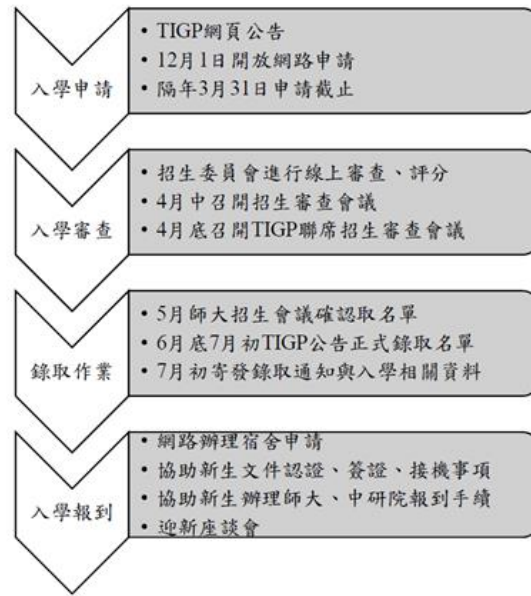 入學申請
• TIGP網頁公告
• 12月1日開放網路申請
• 隔年3月31日申請截止
入學審查
• 招生委員會進行線上審查、評分
• 4月中召開招生審查會議
• 4月底召開TIGP聯席招生審查會議
錄取作業
• 5月師大招生會議確認取名單
• 6月底7月初TIGP公告正式錄取名單
• 7月初寄發錄取通知與入學相關資料
入學報到
• 網路辦理宿舍申請
• 協助新生文件認證、簽證、接機事項
• 協助新生辦理師大、中研院報到手續
• 迎新座談會